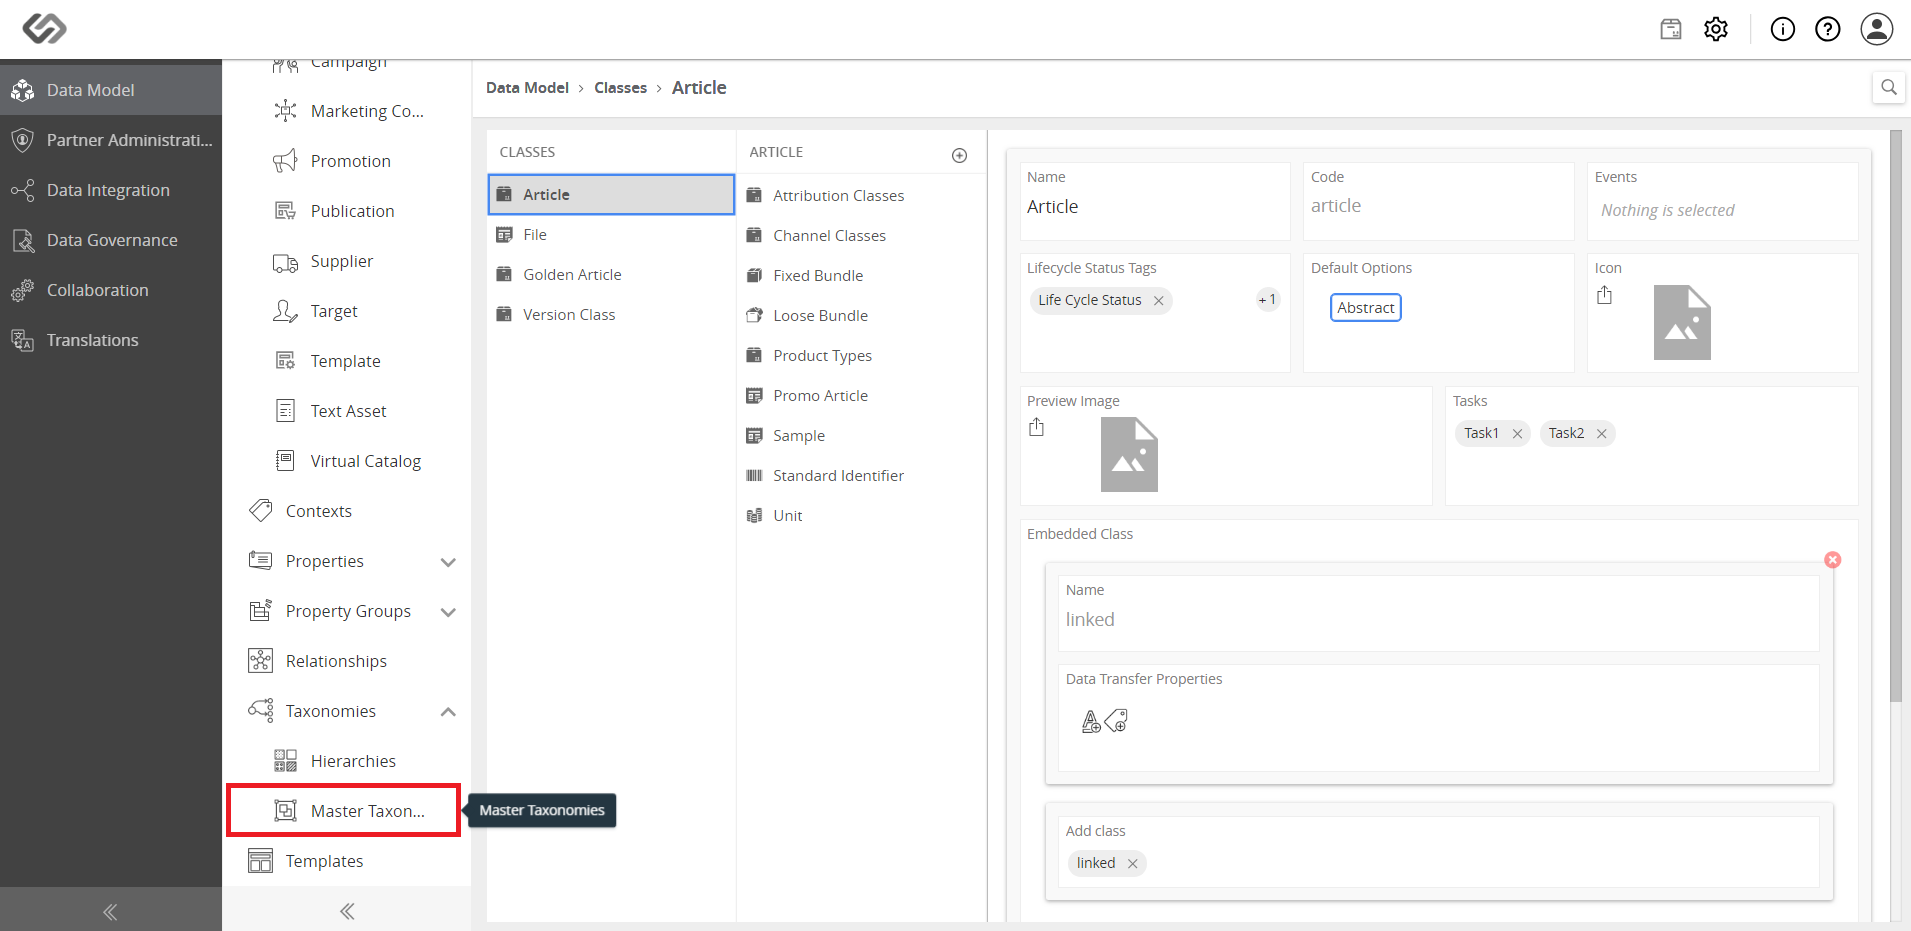 Data Model
Partner Administrati...
Data Integration
Data Governance
Collaboration
Translations
Campaign
Marketing Co...
Promotion
Publication
Supplier
Target
Template
Text Asset
Virtual Catalog
Contexts
Properties
Property Groups
Relationships
Taxonomies
Hierarchies
Master Taxon...
Master Taxonomies
Templates
Data Model > Classes > Article
CLASSES
Article
File
Golden Article
Version Class
ARTICLE
Attribution Classes
Channel Classes
Fixed Bundle
Loose Bundle
Product Types
Promo Article
Sample
Standard Identifier
Unit
Name
Article
Code
article
Events
Nothing is selected
Lifecycle Status Tags
Life Cycle Status
+1
Default Options
Abstract
Icon
Preview Image
Tasks
Task1
Task2
Embedded Class
Name
linked
Data Transfer Properties
Add class
linked